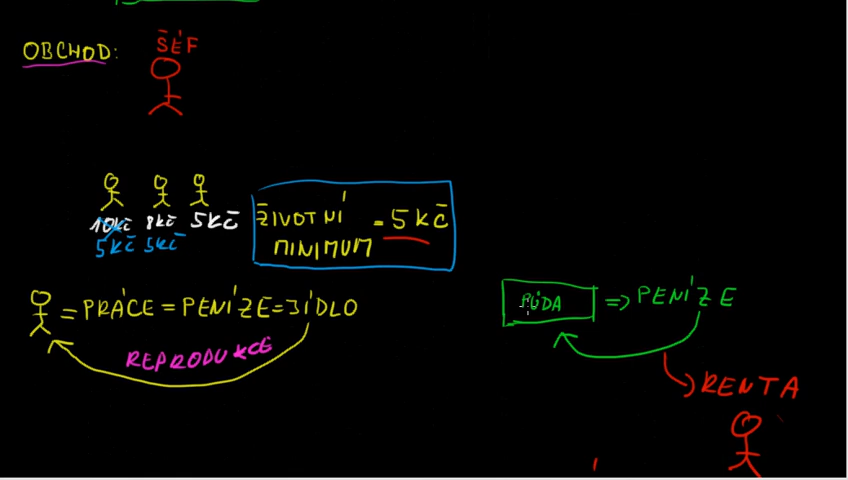 OBCHOD:
ŠÉF
10Kč 8Kč 5Kč
5Kč 5Kč
ŽIVOTNÍ MINIMUM = 5Kč
= PRÁCE = PENÍZE = JÍDLO
REPRODUKCE
PŮDA => PENÍZE
RENTA